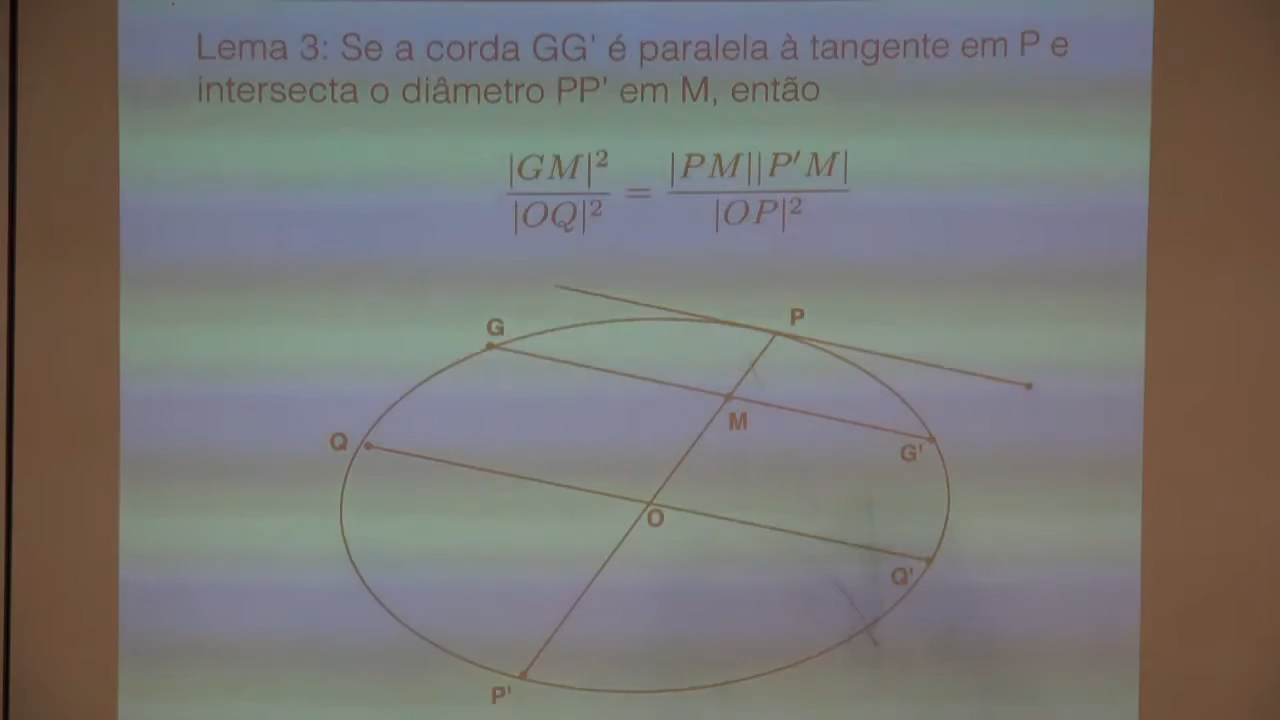 Lema 3: Se a corda GG' é paralela à tangente em P e
intersecta o diâmetro PP' em M, então
|GM|² / |OQ|² = |PM||P'M| / |OP|²
P
G
M
Q
G'
O
Q'
P'